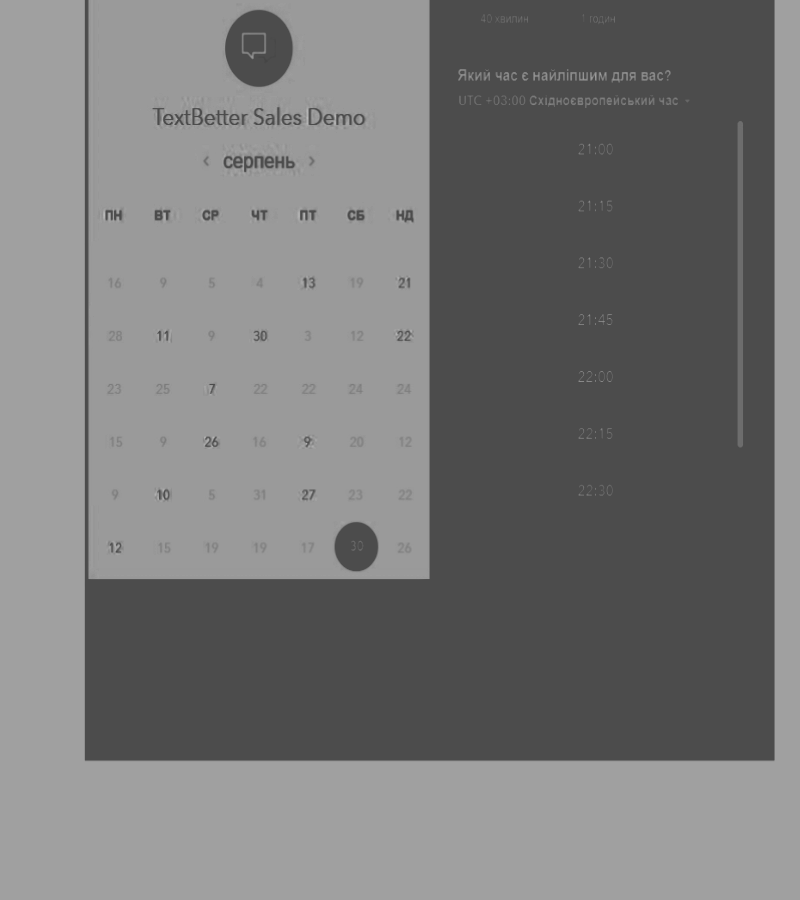 TextBetter Sales Demo
‹ серпень ›
ПН ВТ СР ЧТ ПТ СБ НД
16 9 5 4 13 19 21
28 11 9 30 3 12 22
23 25 7 22 22 24 24
15 9 26 16 9 20 12
9 10 5 31 27 23 22
12 15 19 19 17 30 26
40 хвилин 1 годин
Який час є найліпшим для вас?
UTC +03:00 Східноєвропейський час
21:00
21:15
21:30
21:45
22:00
22:15
22:30